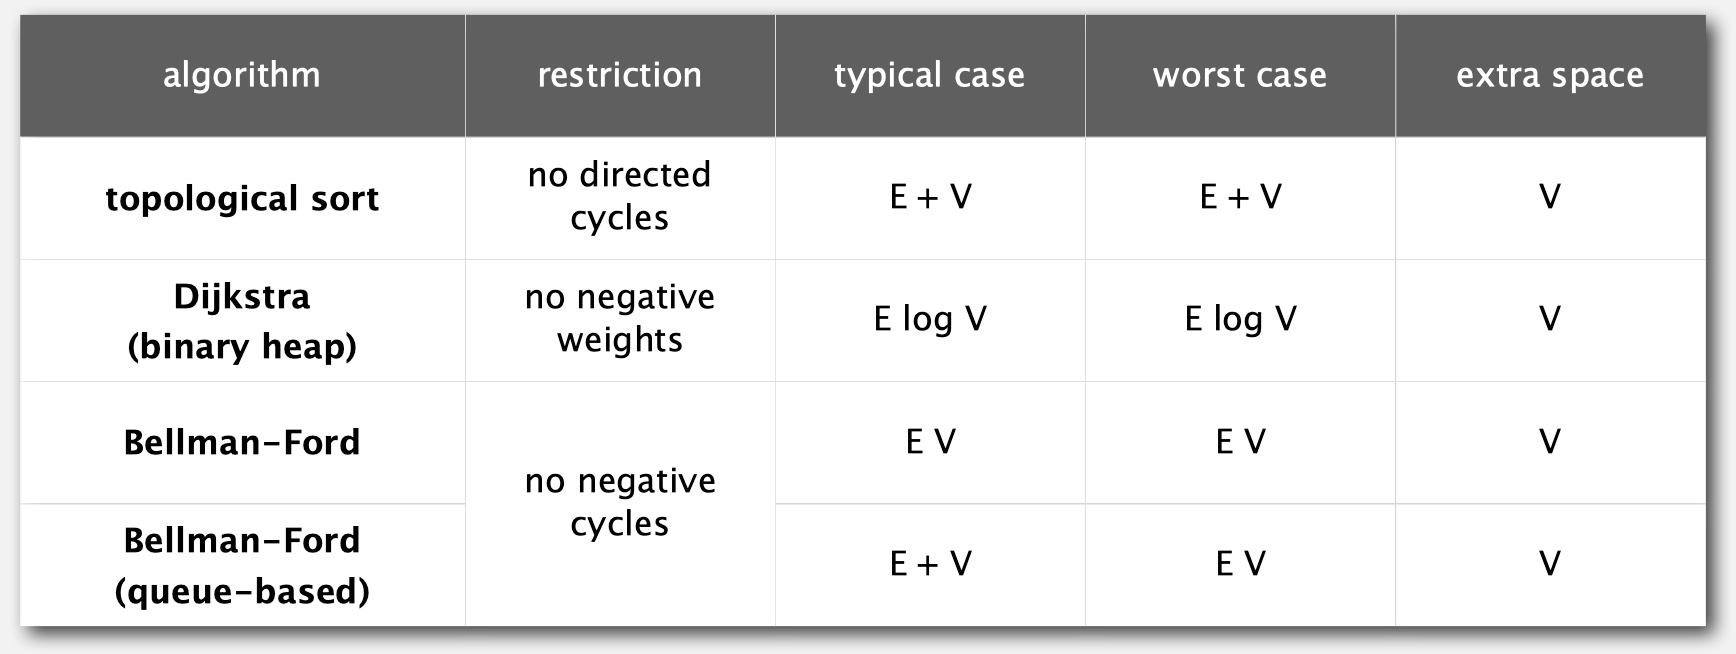 algorithm restriction typical case worst case extra space
topological sort no directed cycles E + V E + V V
Dijkstra (binary heap) no negative weights E log V E log V V
Bellman–Ford no negative cycles E V E V V
Bellman–Ford (queue–based) E + V E V V